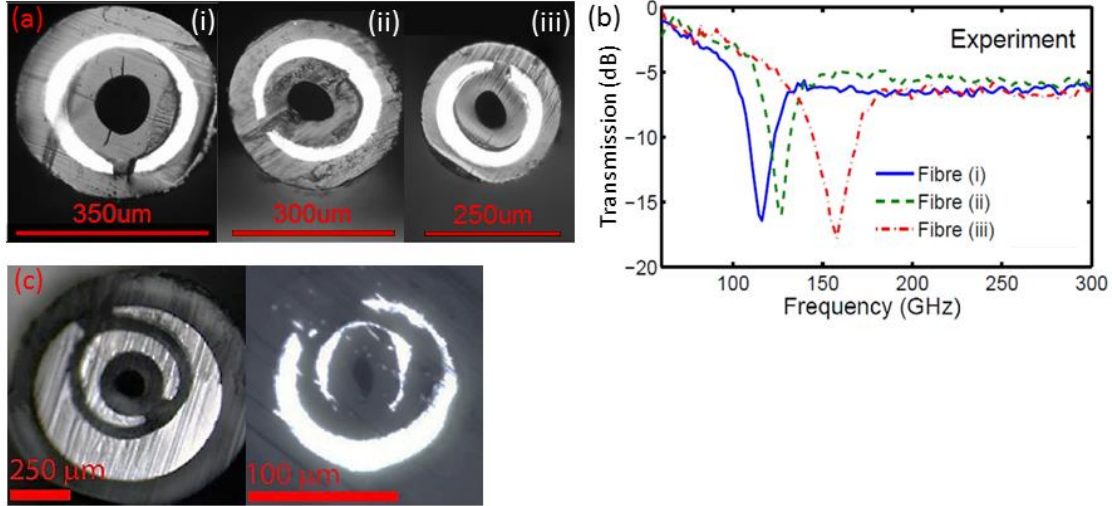 (a)
(i)
(ii)
(iii)
350um
300um
250um
(b)
Experiment
Transmission (dB)
0
−5
−10
−15
−20
Fibre (i)
Fibre (ii)
Fibre (iii)
100
150
200
250
300
Frequency (GHz)
(c)
250 μm
100 μm